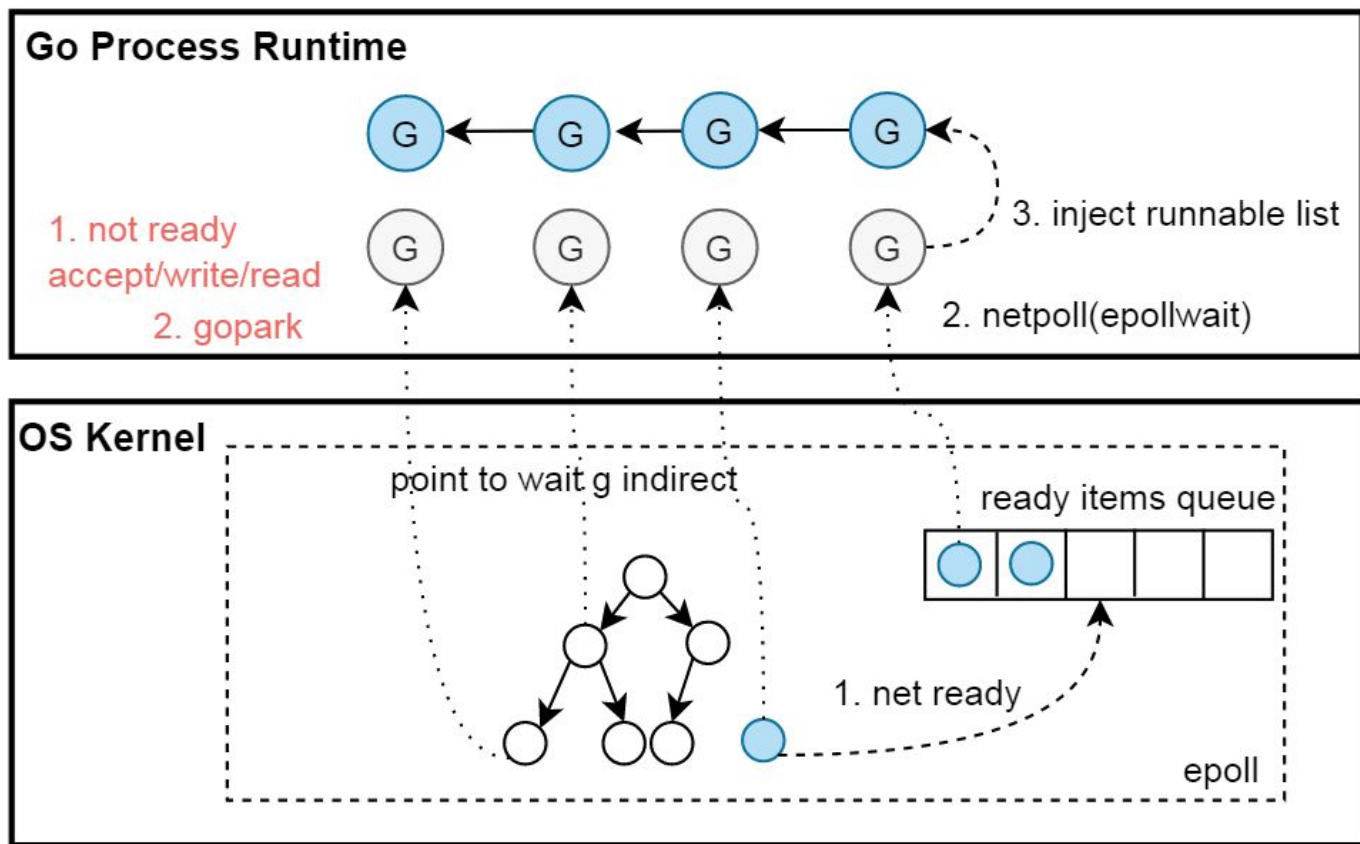 Go Process Runtime
G G G G
G G G G
1. not ready
accept/write/read
2. gopark
3. inject runnable list
2. netpoll(epollwait)
OS Kernel
point to wait g indirect
ready items queue
1. net ready
epoll